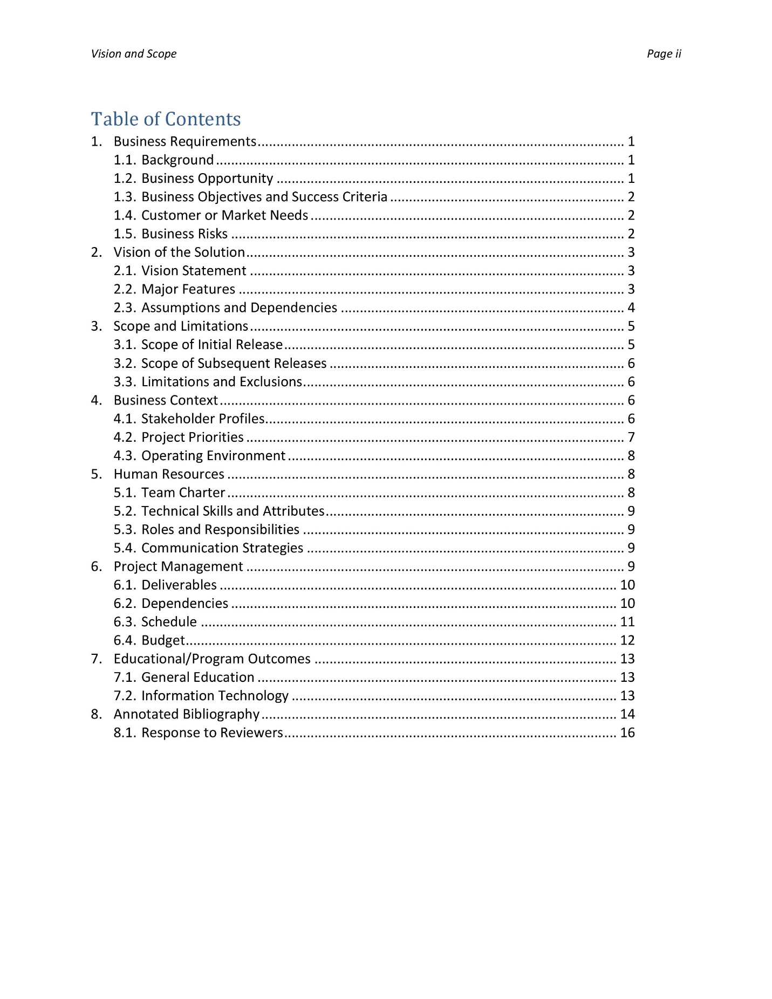 Vision and Scope Page ii
Table of Contents
1. Business Requirements 1
1.1. Background 1
1.2. Business Opportunity 1
1.3. Business Objectives and Success Criteria 2
1.4. Customer or Market Needs 2
1.5. Business Risks 2
2. Vision of the Solution 3
2.1. Vision Statement 3
2.2. Major Features 3
2.3. Assumptions and Dependencies 4
3. Scope and Limitations 5
3.1. Scope of Initial Release 5
3.2. Scope of Subsequent Releases 6
3.3. Limitations and Exclusions 6
4. Business Context 6
4.1. Stakeholder Profiles 6
4.2. Project Priorities 7
4.3. Operating Environment 8
5. Human Resources 8
5.1. Team Charter 8
5.2. Technical Skills and Attributes 9
5.3. Roles and Responsibilities 9
5.4. Communication Strategies 9
6. Project Management 9
6.1. Deliverables 10
6.2. Dependencies 10
6.3. Schedule 11
6.4. Budget 12
7. Educational/Program Outcomes 13
7.1. General Education 13
7.2. Information Technology 13
8. Annotated Bibliography 14
8.1. Response to Reviewers 16